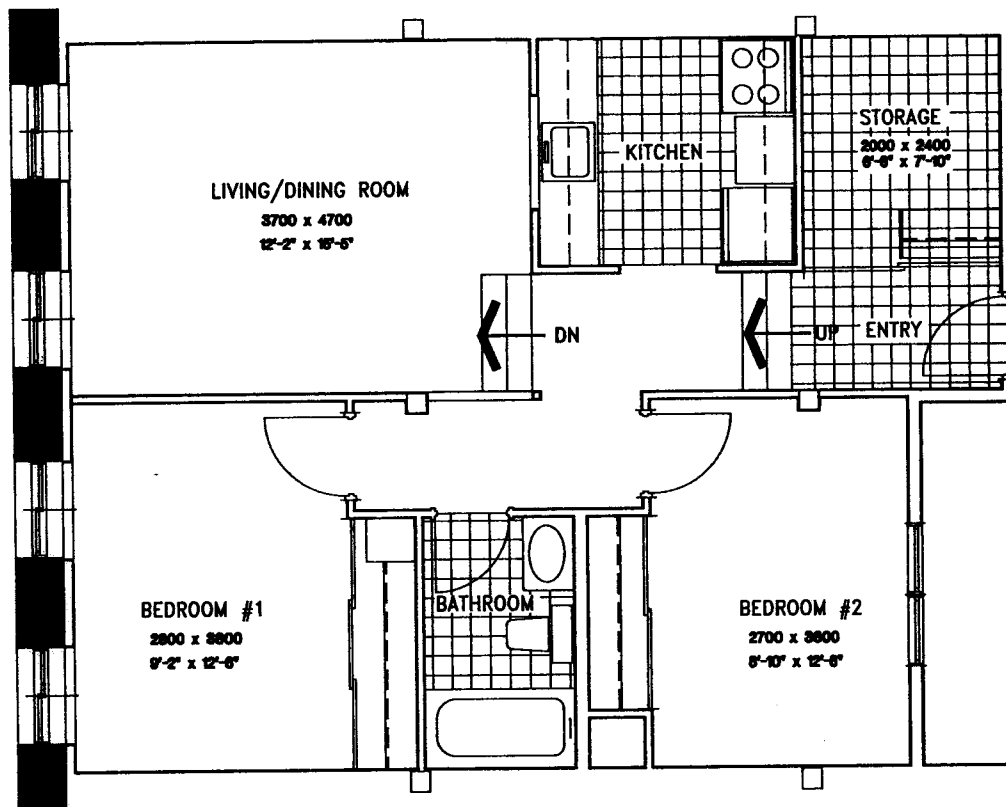 LIVING/DINING ROOM
3700 x 4700
12'-2" x 15'-5"
KITCHEN
STORAGE
2000 x 2400
6'-6" x 7'-10"
DN
UP
ENTRY
BEDROOM #1
2800 x 3800
9'-2" x 12'-6"
BATHROOM
BEDROOM #2
2700 x 3800
8'-10" x 12'-6"